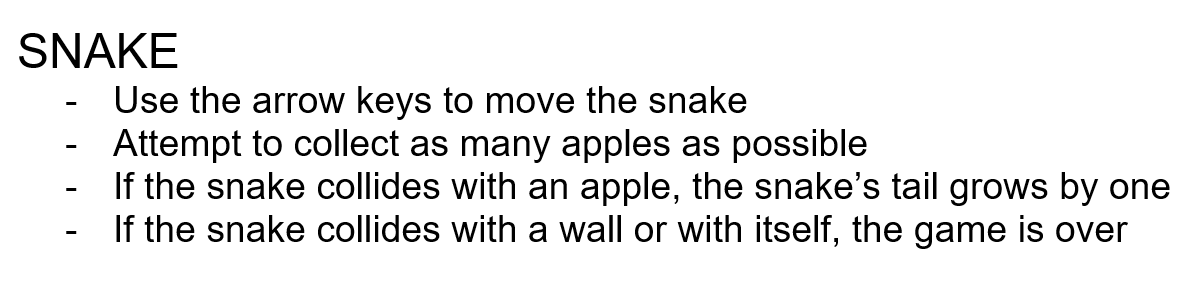 SNAKE
- Use the arrow keys to move the snake
- Attempt to collect as many apples as possible
- If the snake collides with an apple, the snake’s tail grows by one
- If the snake collides with a wall or with itself, the game is over